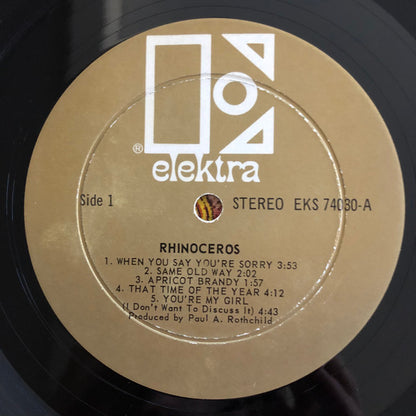 elektra
®
Side 1
STEREO EKS 74030-A
RHINOCEROS
1. WHEN YOU SAY YOU'RE SORRY 3:53
2. SAME OLD WAY 2:02
3. APRICOT BRANDY 1:57
4. THAT TIME OF THE YEAR 4:12
5. YOU'RE MY GIRL
(I Don't Want To Discuss It) 4:43
Produced by Paul A. Rothchild